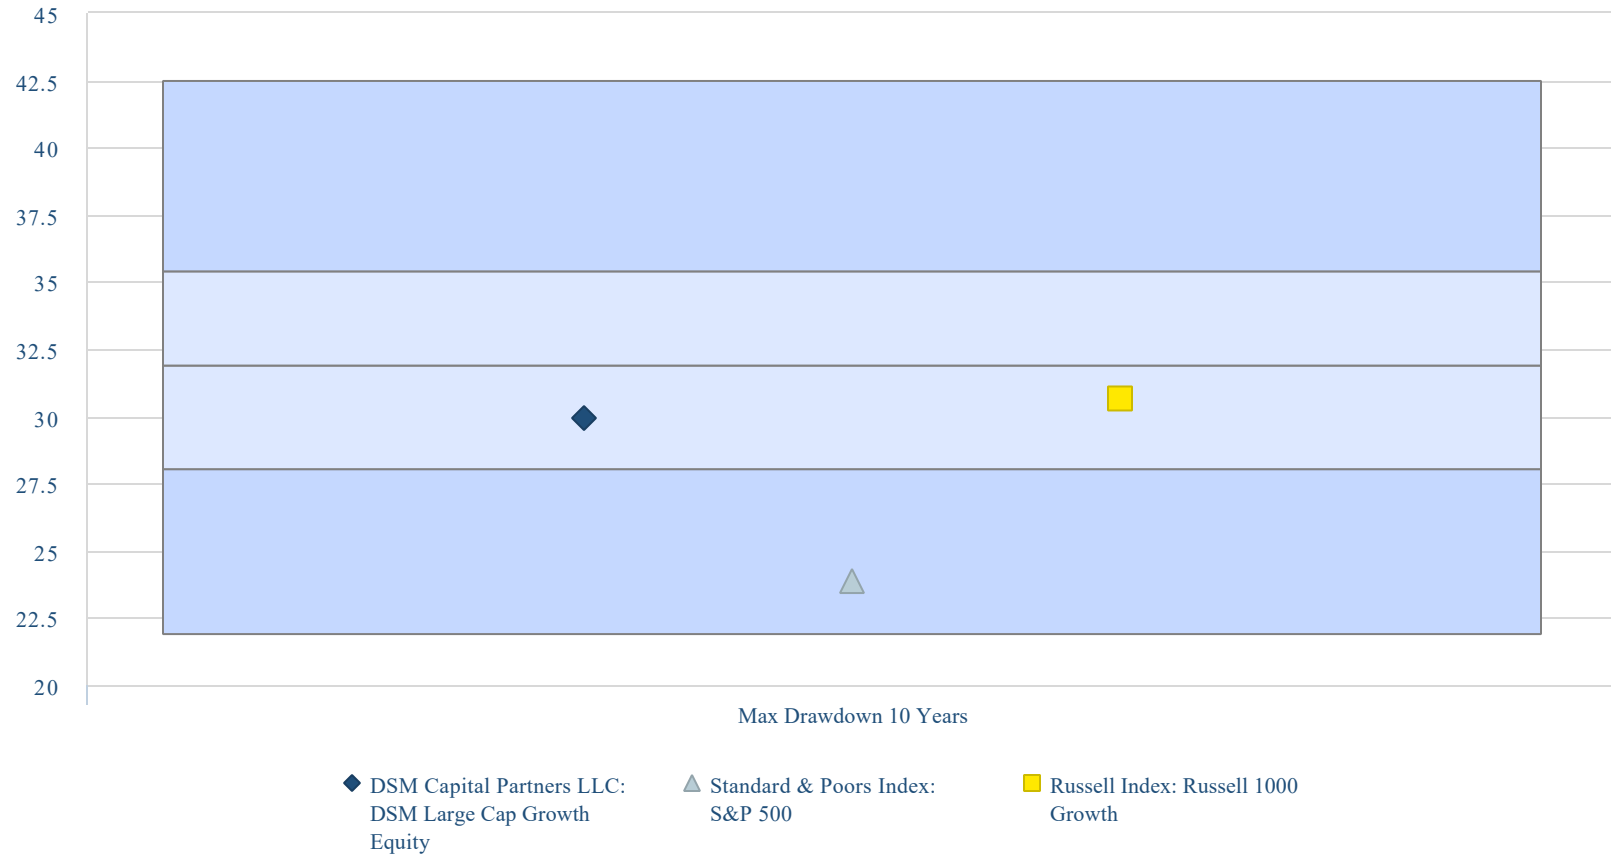 45
42.5
40
37.5
35
32.5
30
27.5
25
22.5
20
Max Drawdown 10 Years
DSM Capital Partners LLC:
DSM Large Cap Growth
Equity
Standard & Poors Index:
S&P 500
Russell Index: Russell 1000
Growth